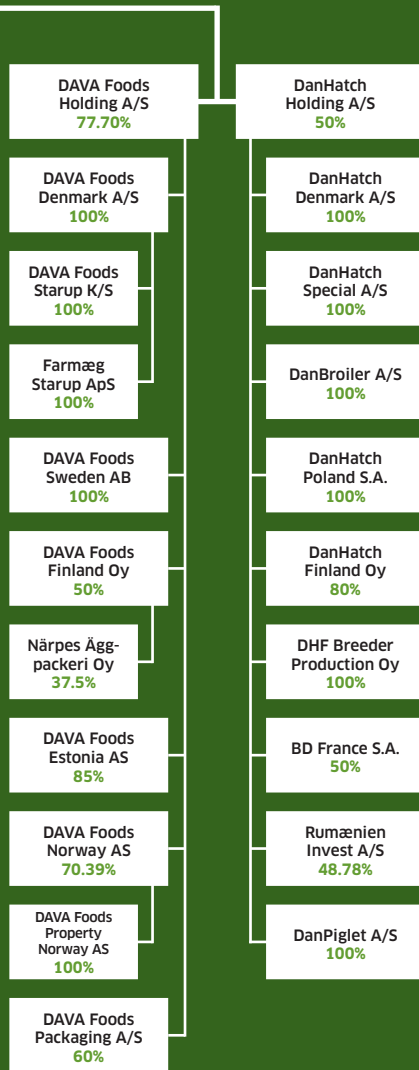 DAVA Foods
Holding A/S
77.70%
DAVA Foods
Denmark A/S
100%
DAVA Foods
Starup K/S
100%
Farmæg
Starup ApS
100%
DAVA Foods
Sweden AB
100%
DAVA Foods
Finland Oy
50%
Närpes Ägg-
packeri Oy
37.5%
DAVA Foods
Estonia AS
85%
DAVA Foods
Norway AS
70.39%
DAVA Foods
Property
Norway AS
100%
DAVA Foods
Packaging A/S
60%
DanHatch
Holding A/S
50%
DanHatch
Denmark A/S
100%
DanHatch
Special A/S
100%
DanBroiler A/S
100%
DanHatch
Poland S.A.
100%
DanHatch
Finland Oy
80%
DHF Breeder
Production Oy
100%
BD France S.A.
50%
Rumænien
Invest A/S
48.78%
DanPiglet A/S
100%